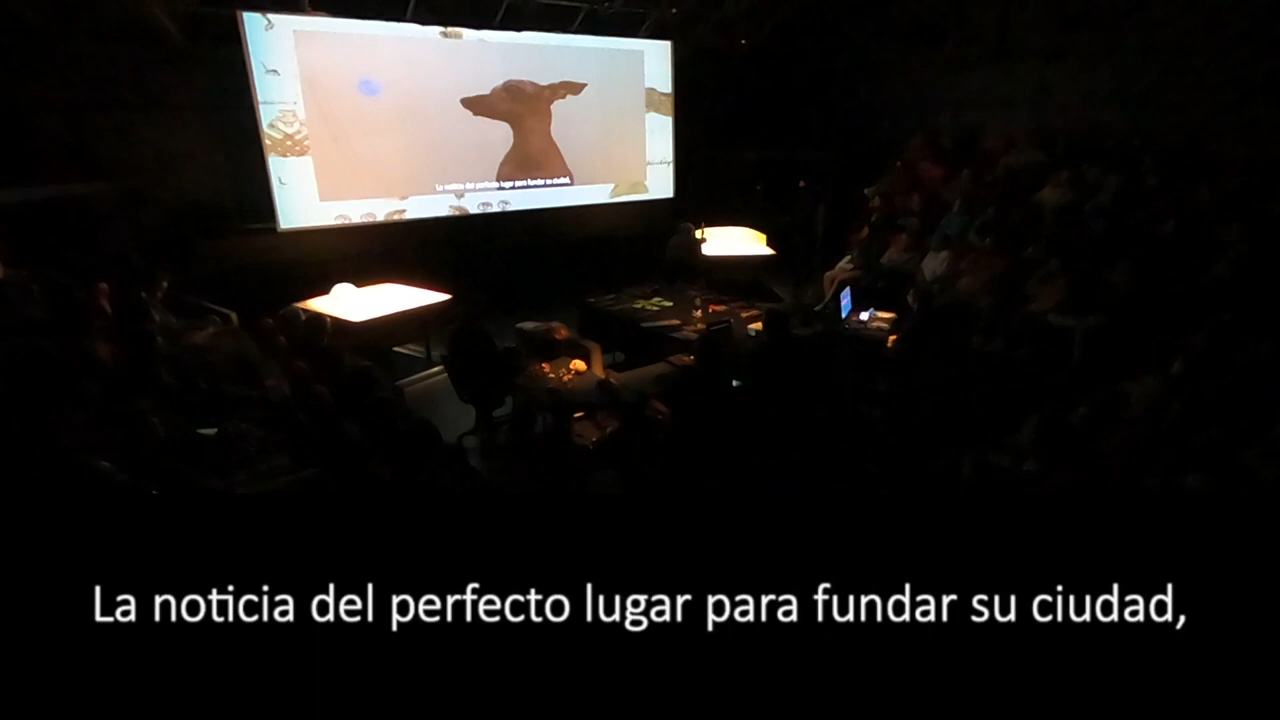 La noticia del perfecto lugar para fundar su ciudad,
La noticia del perfecto lugar para fundar su ciudad,